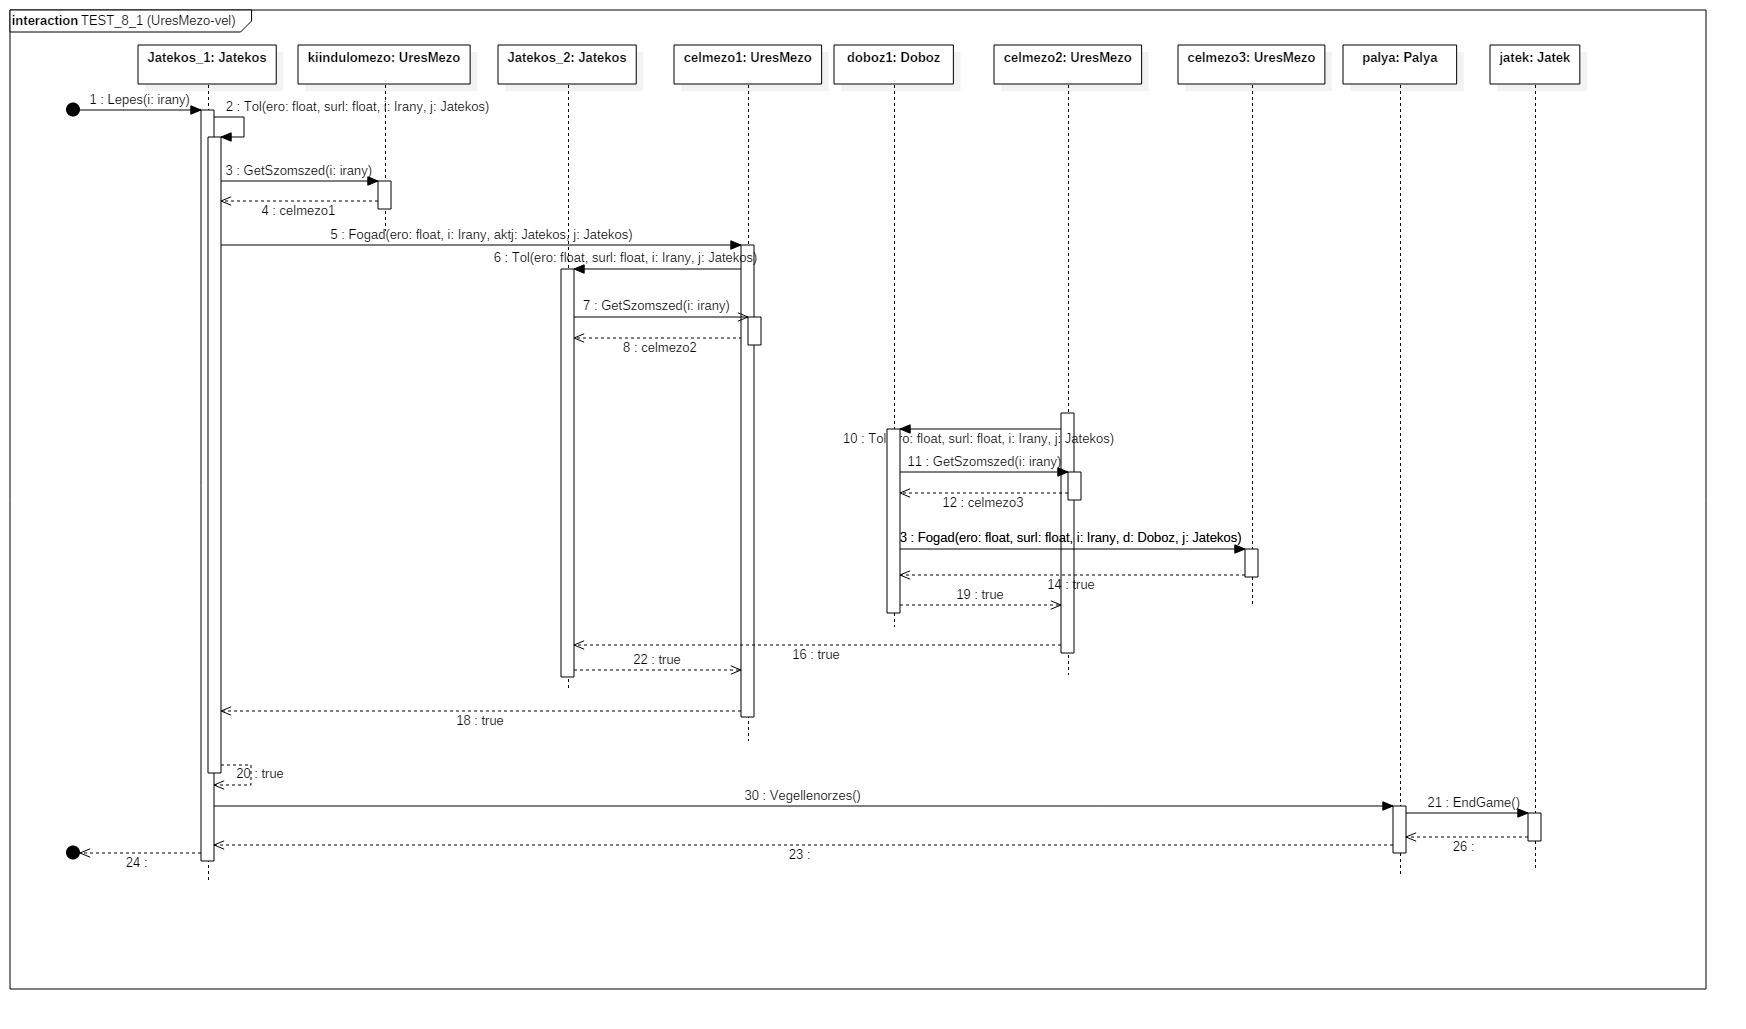 interaction TEST_8_1 (UresMezo-vel)
Jatekos_1: Jatekos
kiindulomezo: UresMezo
Jatekos_2: Jatekos
celmezo1: UresMezo
doboz1: Doboz
celmezo2: UresMezo
celmezo3: UresMezo
palya: Palya
jatek: Jatek
1 : Lepes(i: irany)
2 : Tol(ero: float, surl: float, i: Irany, j: Jatekos)
3 : GetSzomszed(i: irany)
4 : celmezo1
5 : Fogad(ero: float, i: Irany, aktj: Jatekos, j: Jatekos)
6 : Tol(ero: float, surl: float, i: Irany, j: Jatekos)
7 : GetSzomszed(i: irany)
8 : celmezo2
10 : Tol(ero: float, surl: float, i: Irany, j: Jatekos)
11 : GetSzomszed(i: irany)
12 : celmezo3
3 : Fogad(ero: float, surl: float, i: Irany, d: Doboz, j: Jatekos)
14 : true
19 : true
16 : true
22 : true
18 : true
20 : true
30 : Vegellenorzes()
21 : EndGame()
26 :
23 :
24 :